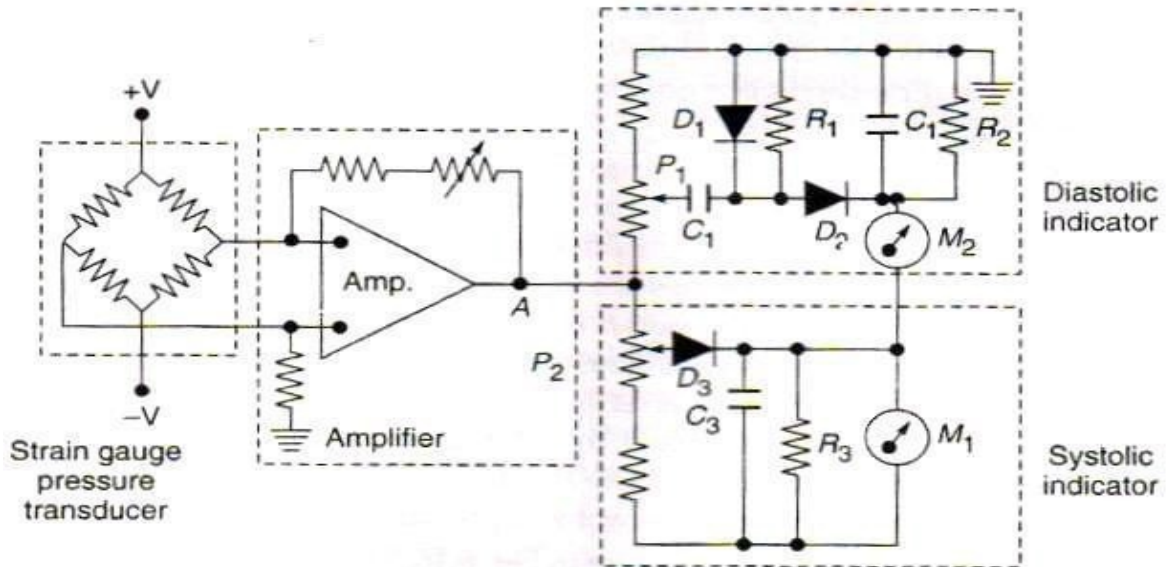 +V
-V
Strain gauge
pressure
transducer
Amp.
A
Amplifier
P2
P1
C1
D1
R1
D2
C1
R2
M2
Diastolic
indicator
D3
C3
R3
M1
Systolic
indicator